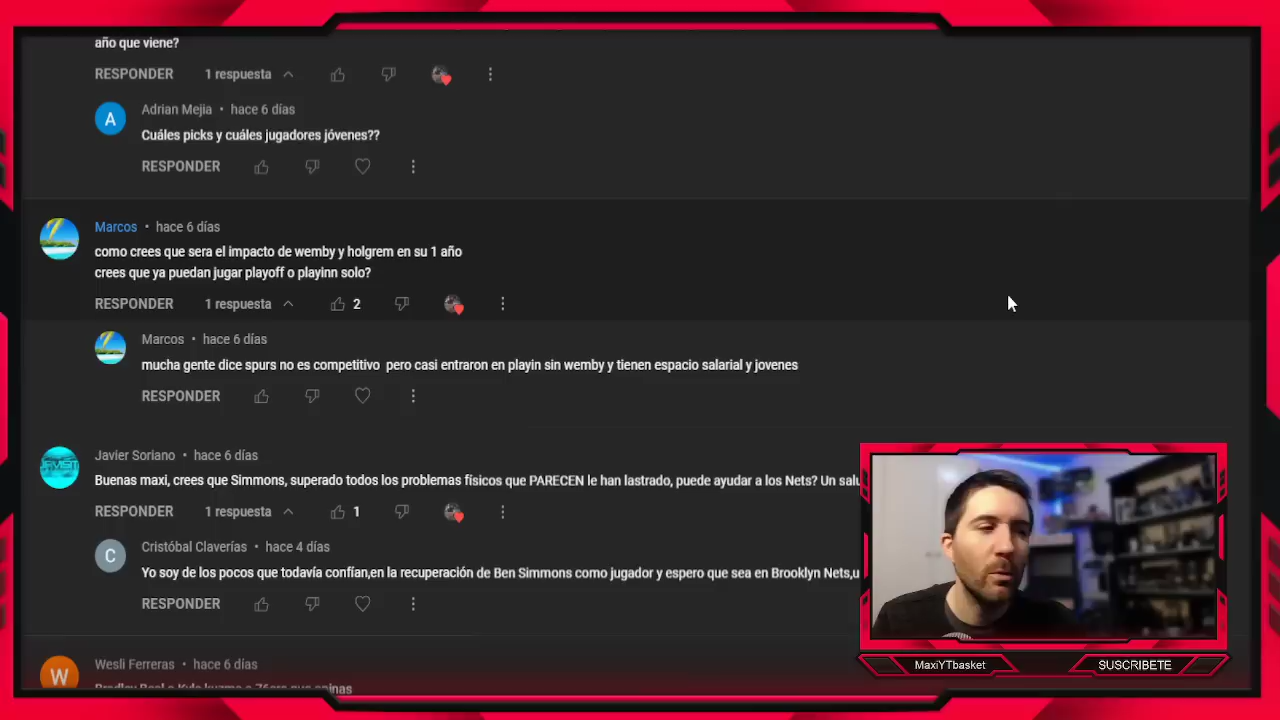 año que viene?
RESPONDER 1 respuesta
A Adrian Mejia • hace 6 días
Cuáles picks y cuáles jugadores jóvenes??
RESPONDER
Marcos • hace 6 días
como crees que sera el impacto de wemby y holgrem en su 1 año
crees que ya puedan jugar playoff o playinn solo?
RESPONDER 1 respuesta 2
Marcos • hace 6 días
mucha gente dice spurs no es competitivo pero casi entraron en playin sin wemby y tienen espacio salarial y jovenes
RESPONDER
Javier Soriano • hace 6 días
Buenas maxi, crees que Simmons, superado todos los problemas físicos que PARECEN le han lastrado, puede ayudar a los Nets? Un salu
RESPONDER 1 respuesta 1
C Cristóbal Claverías • hace 4 días
Yo soy de los pocos que todavía confían,en la recuperación de Ben Simmons como jugador y espero que sea en Brooklyn Nets,u
RESPONDER
W Wesli Ferreras • hace 6 días
Bradley Beal o Kyle kuzma a 76ers que opinas
MaxiYTbasket SUSCRIBETE